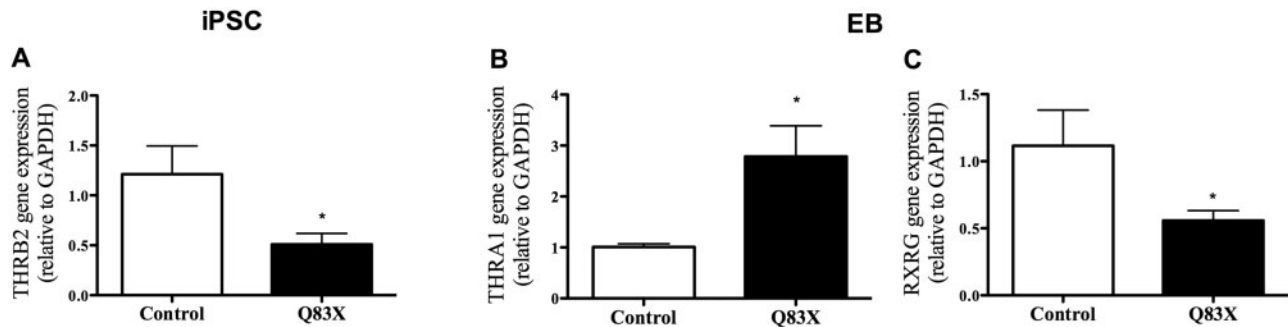 iPSC
EB
A
THRB2 gene expression
(relative to GAPDH)
2.0
1.5
1.0
0.5
0.0
*
Control
Q83X
B
THRA1 gene expression
(relative to GAPDH)
4
3
2
1
0
*
Control
Q83X
C
RXRG gene expression
(relative to GAPDH)
1.5
1.0
0.5
0.0
*
Control
Q83X